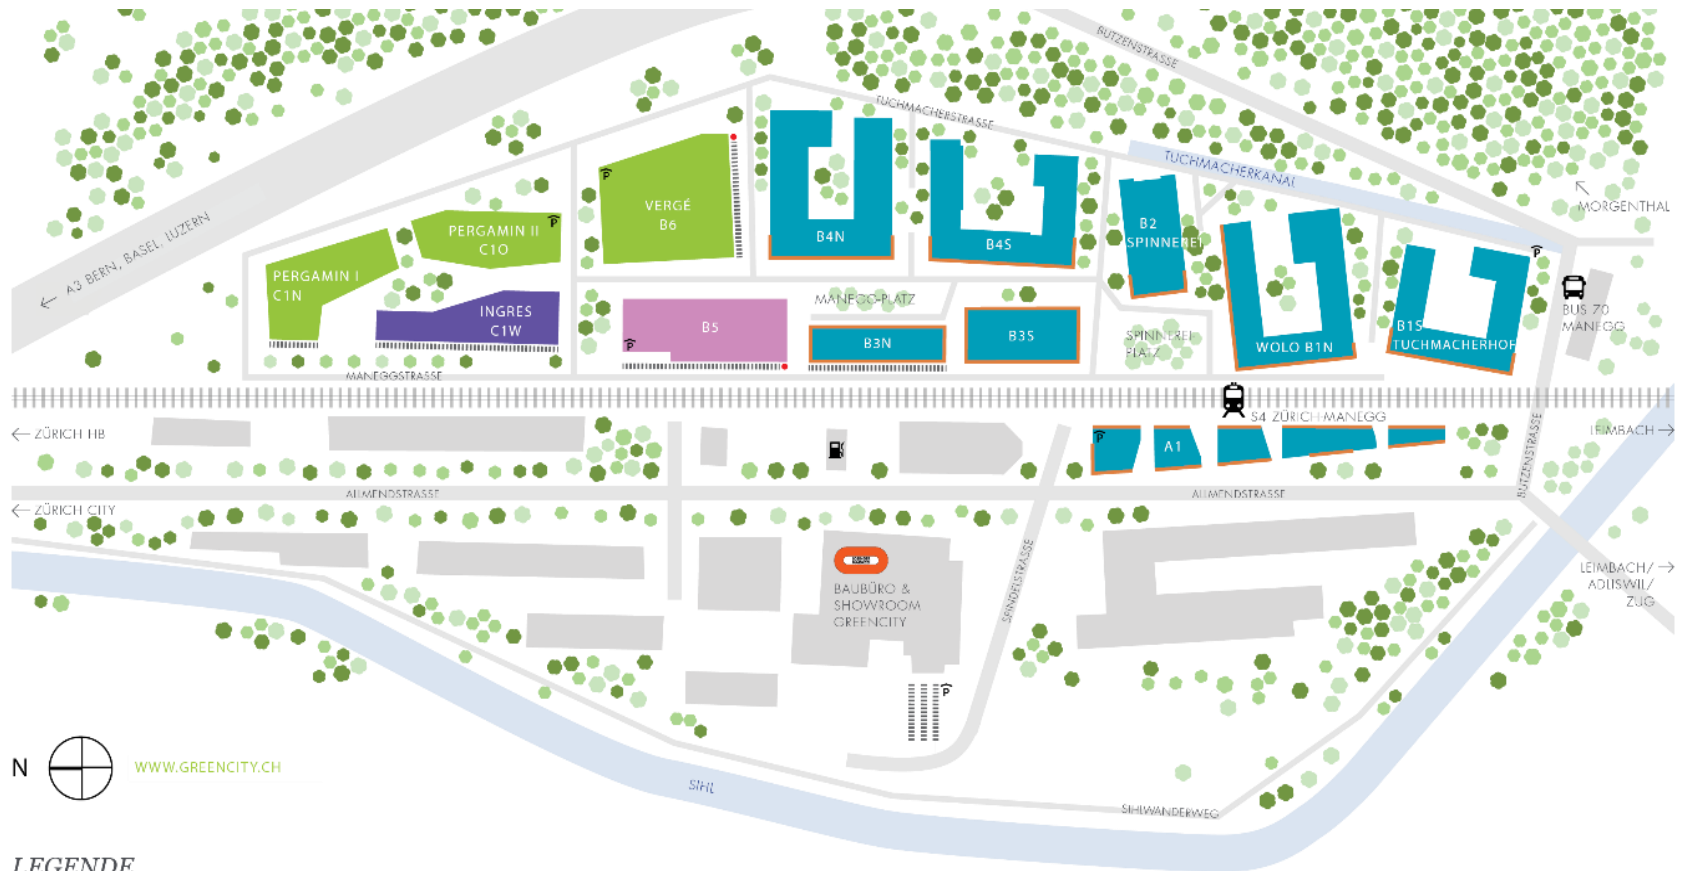 BUTZENSTRASSE
TUCHMACHERSTRASSE
TUCHMACHERKANAL
MORGENTHAL
A3 BERN, BASEL, LUZERN
VERGÉ
B6
PERGAMIN II
C1O
PERGAMIN I
C1N
INGRES
C1W
B4N
B4S
B2
SPINNEREI
WOLO B1N
B1S
TUCHMACHERHOF
P
P
P
P
BUS 70
MANEGG
MANEGG-PLATZ
B5
B3N
B3S
SPINNEREI
PLATZ
MANEGGSTRASSE
S4 ZÜRICH MANEGG
ZÜRICH HB
LEIMBACH
P
A1
BUTZENSTRASSE
ALLMENDSTRASSE
ALLMENDSTRASSE
ZÜRICH CITY
SPINDELSTRASSE
BAUBÜRO &
SHOWROOM
GREENCITY
LEIMBACH/
ADLISWIL/
ZUG
P
N
WWW.GREENCITY.CH
SIHL
SIHLWANDERWEG
LEGENDE